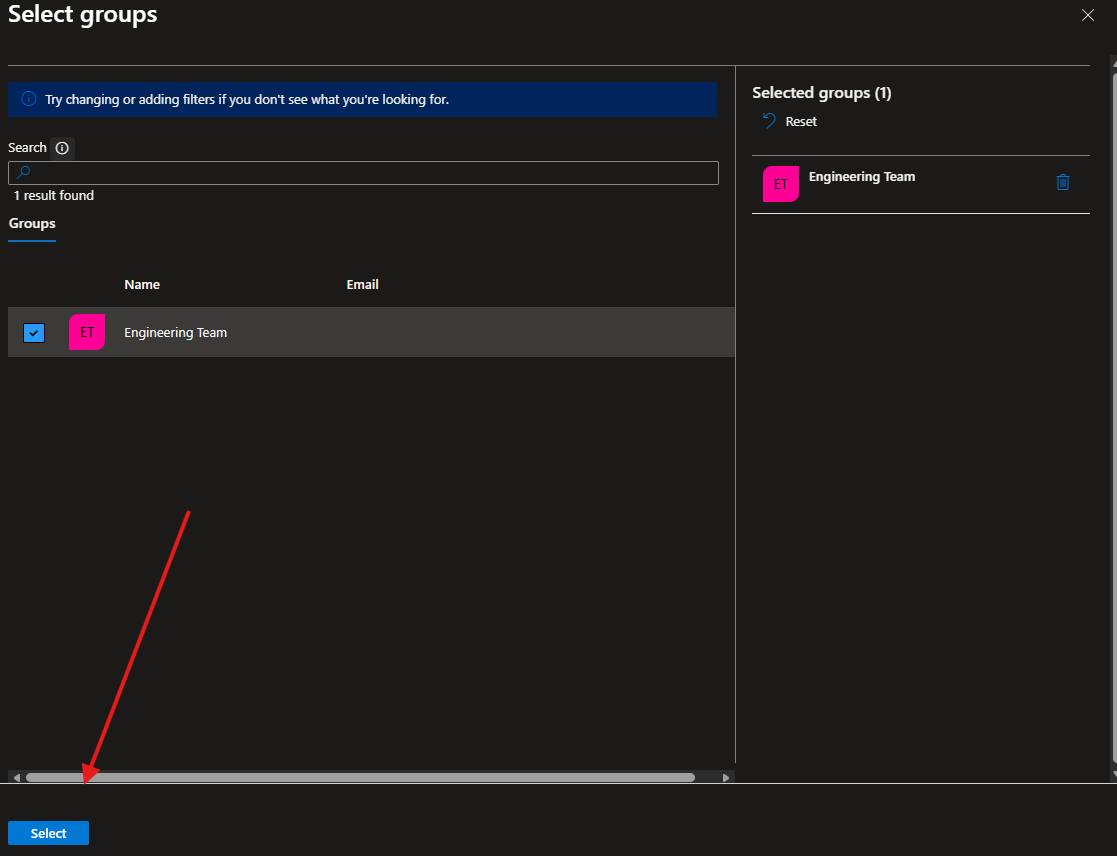 Select groups
Try changing or adding filters if you don't see what you're looking for.
Search
1 result found
Groups
Name Email
ET Engineering Team
Selected groups (1)
Reset
ET Engineering Team
Select